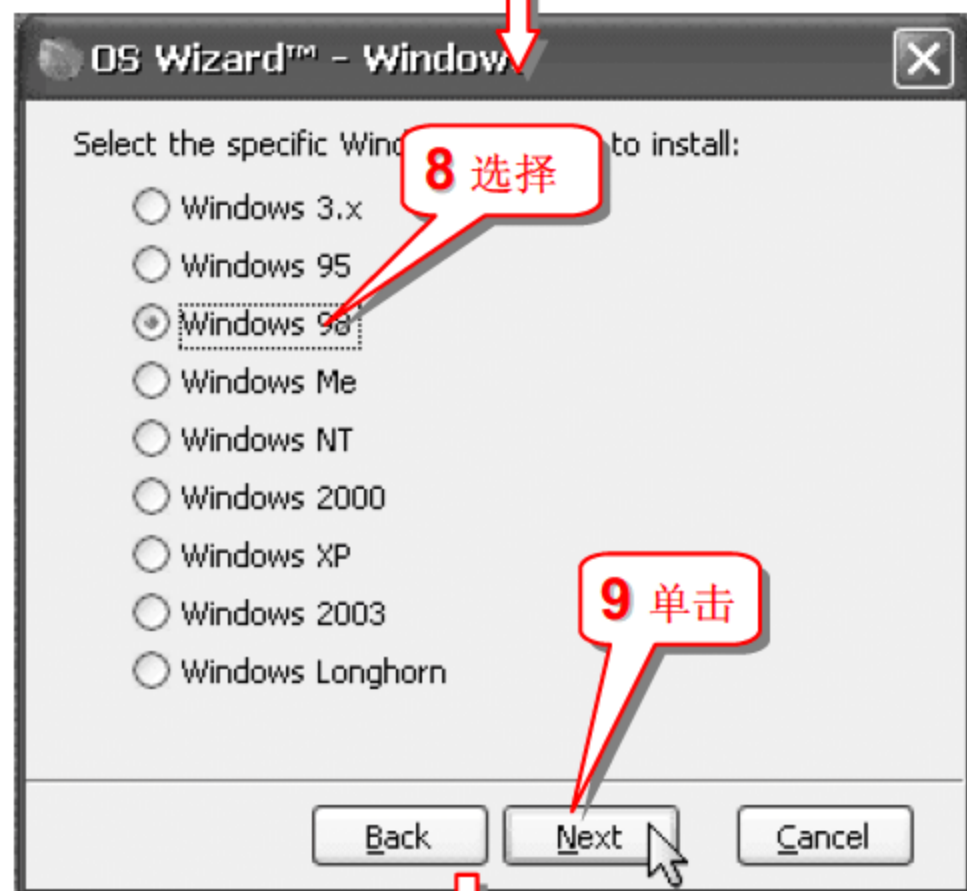 OS Wizard™ - Window
Select the specific Wind to install:
8 选择
Windows 3.x
Windows 95
Windows 98
Windows Me
Windows NT
Windows 2000
Windows XP
Windows 2003
9 单击
Windows Longhorn
Back Next Cancel